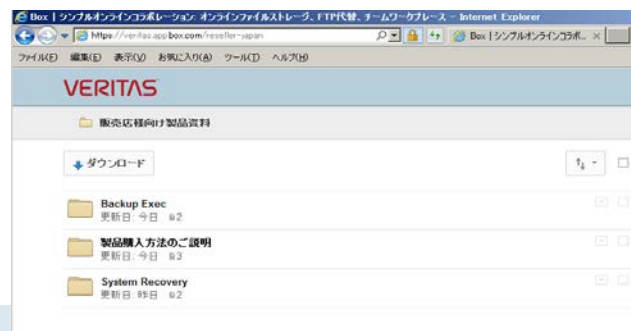 Box | シンプルオンラインコラボレーション: オンラインファイルストレージ、FTP代替、チームワークプレース - Internet Explorer
https://veritas.app.box.com/reseller-japan
Box | シンプルオンラインコラボ...
ファイル(F) 編集(E) 表示(V) お気に入り(A) ツール(T) ヘルプ(H)
VERITAS
販売店様向け製品資料
ダウンロード
Backup Exec
更新日: 今日 2
製品購入方法のご説明
更新日: 今日 3
System Recovery
更新日: 昨日 2